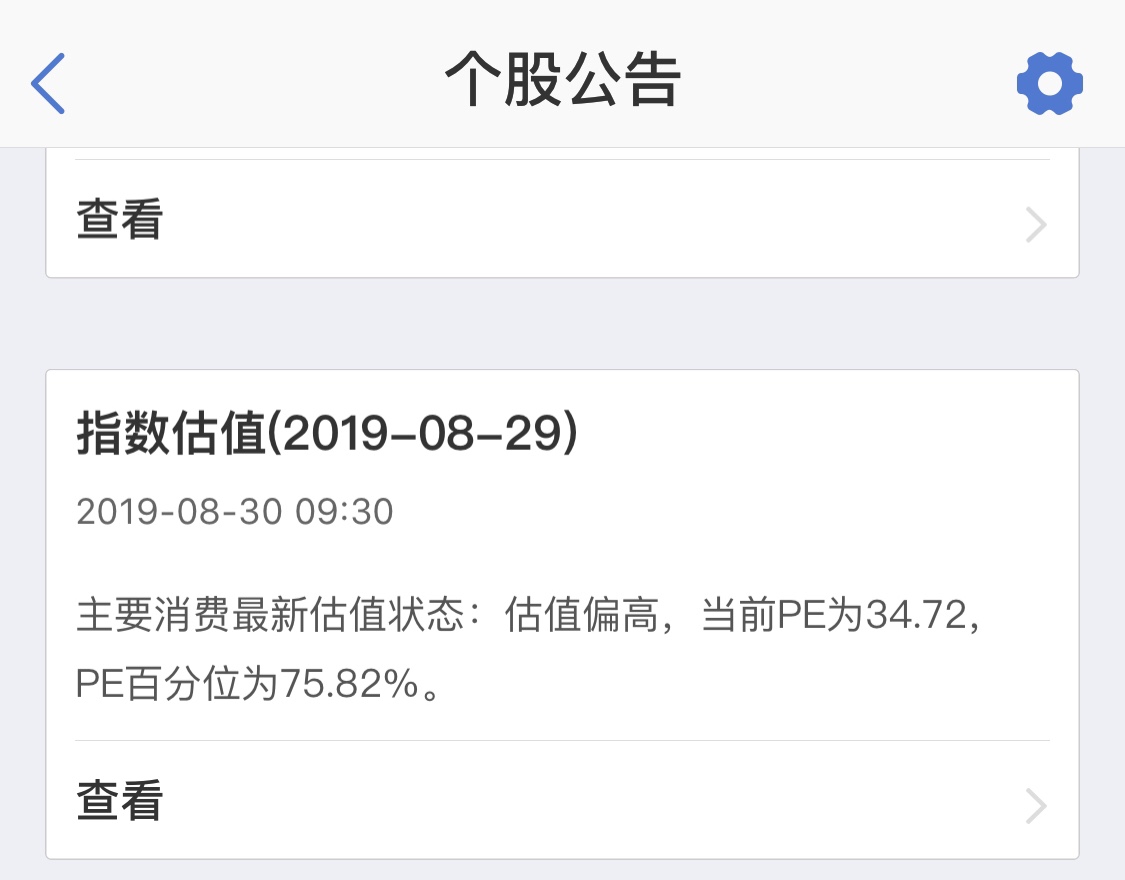 个股公告
查看
指数估值(2019-08-29)
2019-08-30 09:30
主要消费最新估值状态：估值偏高，当前PE为34.72，
PE百分位为75.82%。
查看